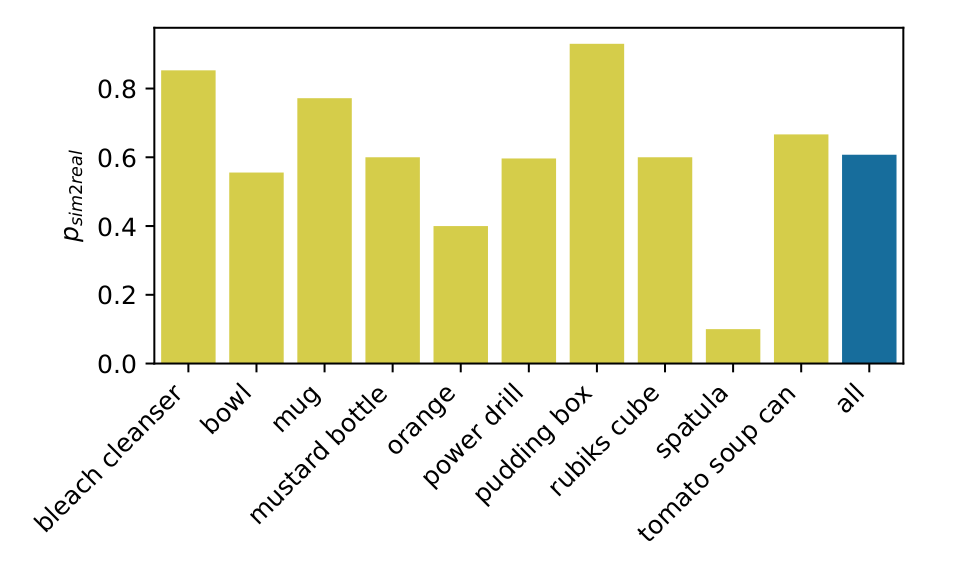 0.8
0.6
0.4
0.2
0.0
p_sim2real
bleach cleanser
bowl
mug
mustard bottle
orange
power drill
pudding box
rubiks cube
spatula
tomato soup can
all